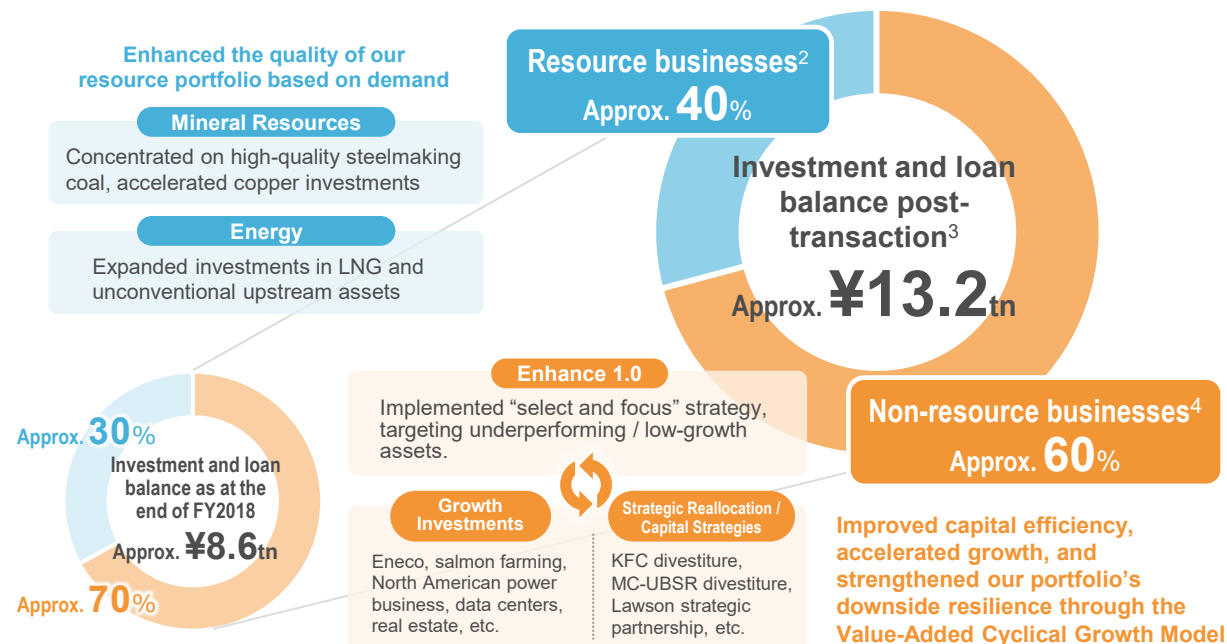 Enhanced the quality of our
resource portfolio based on demand
Mineral Resources
Concentrated on high-quality steelmaking
coal, accelerated copper investments
Energy
Expanded investments in LNG and
unconventional upstream assets
Resource businesses2
Approx. 40%
Investment and loan
balance post-
transaction3
Approx. ¥13.2tn
Non-resource businesses4
Approx. 60%
Approx. 30%
Investment and loan
balance as at the
end of FY2018
Approx. ¥8.6tn
Approx. 70%
Enhance 1.0
Implemented “select and focus” strategy,
targeting underperforming / low-growth
assets.
Growth
Investments
Eneco, salmon farming,
North American power
business, data centers,
real estate, etc.
Strategic Reallocation /
Capital Strategies
KFC divestiture,
MC-UBSR divestiture,
Lawson strategic
partnership, etc.
Improved capital efficiency,
accelerated growth, and
strengthened our portfolio’s
downside resilience through the
Value-Added Cyclical Growth Model